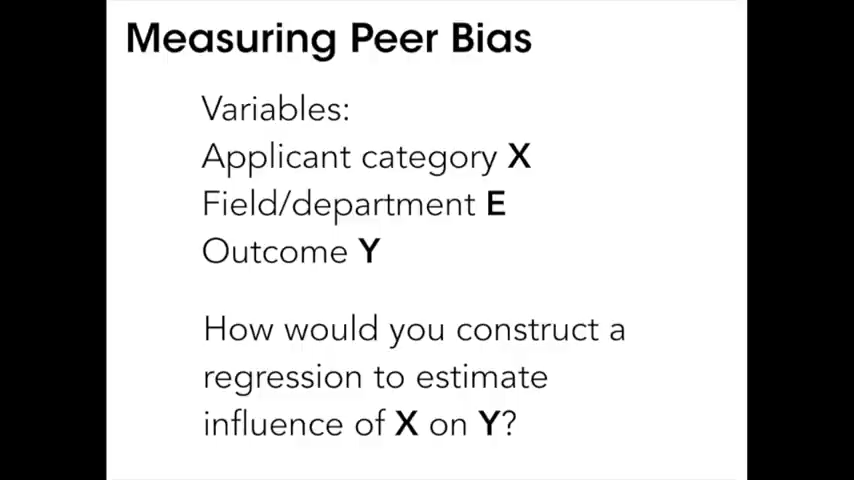 Measuring Peer Bias
Variables:
Applicant category X
Field/department E
Outcome Y
How would you construct a
regression to estimate
influence of X on Y?